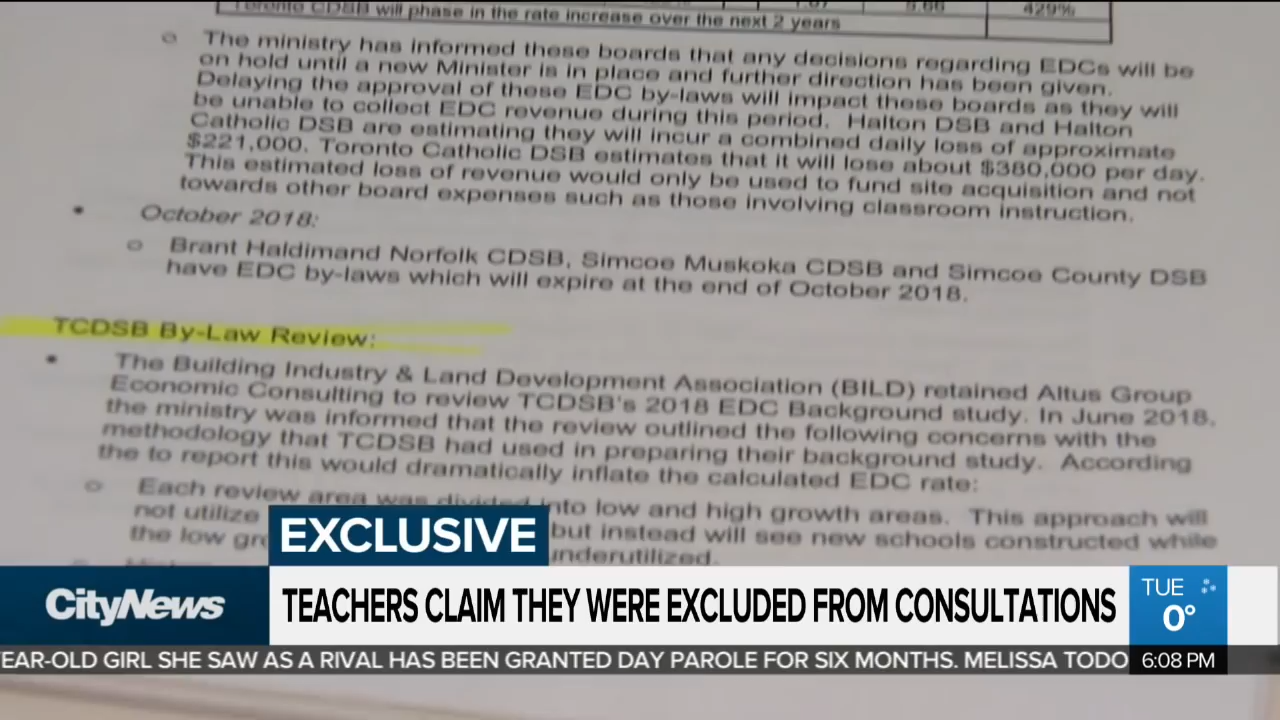 Toronto CDSB will phase in the rate increase over the next 2 years
5.66
429%
o The ministry has informed these boards that any decisions regarding EDCs will be
on hold until a new Minister is in place and further direction has been given.
Delaying the approval of these EDC by-laws will impact these boards as they will
be unable to collect EDC revenue during this period. Halton DSB and Halton
Catholic DSB are estimating they will incur a combined daily loss of approximate
$221,000. Toronto Catholic DSB estimates that it will lose about $380,000 per day.
This estimated loss of revenue would only be used to fund site acquisition and not
towards other board expenses such as those involving classroom instruction.
• October 2018:
o Brant Haldimand Norfolk CDSB, Simcoe Muskoka CDSB and Simcoe County DSB
have EDC by-laws which will expire at the end of October 2018.
TCDSB By-Law Review:
• The Building Industry & Land Development Association (BILD) retained Altus Group
Economic Consulting to review TCDSB's 2018 EDC Background study. In June 2018,
the ministry was informed that the review outlined the following concerns with the
methodology that TCDSB had used in preparing their background study. According
the to report this would dramatically inflate the calculated EDC rate:
o Each review area was divided into low and high growth areas. This approach will
not utilize but instead will see new schools constructed while
the low underutilized.
EXCLUSIVE
CityNews
TEACHERS CLAIM THEY WERE EXCLUDED FROM CONSULTATIONS
TUE
0°
EAR-OLD GIRL SHE SAW AS A RIVAL HAS BEEN GRANTED DAY PAROLE FOR SIX MONTHS. MELISSA TODO
6:08 PM